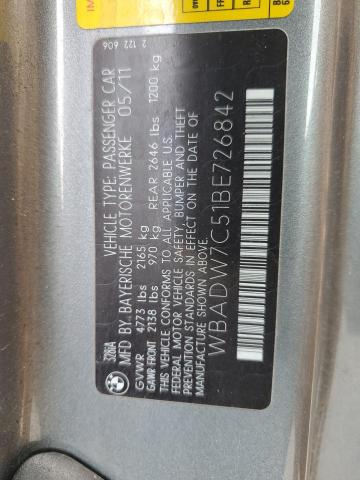 BMW
320iA
VEHICLE TYPE: PASSENGER CAR
MFD BY: BAYERISCHE MOTORENWERKE 05/11
GVWR 4773 lbs 2165 kg
GAWR FRONT 2138 lbs 970 kg REAR 2646 lbs 1200 kg
THIS VEHICLE CONFORMS TO ALL APPLICABLE U.S.
FEDERAL MOTOR VEHICLE SAFETY, BUMPER AND THEFT
PREVENTION STANDARDS IN EFFECT ON THE DATE OF
MANUFACTURE SHOWN ABOVE.
WBADW7C51BE726842
2 122 606